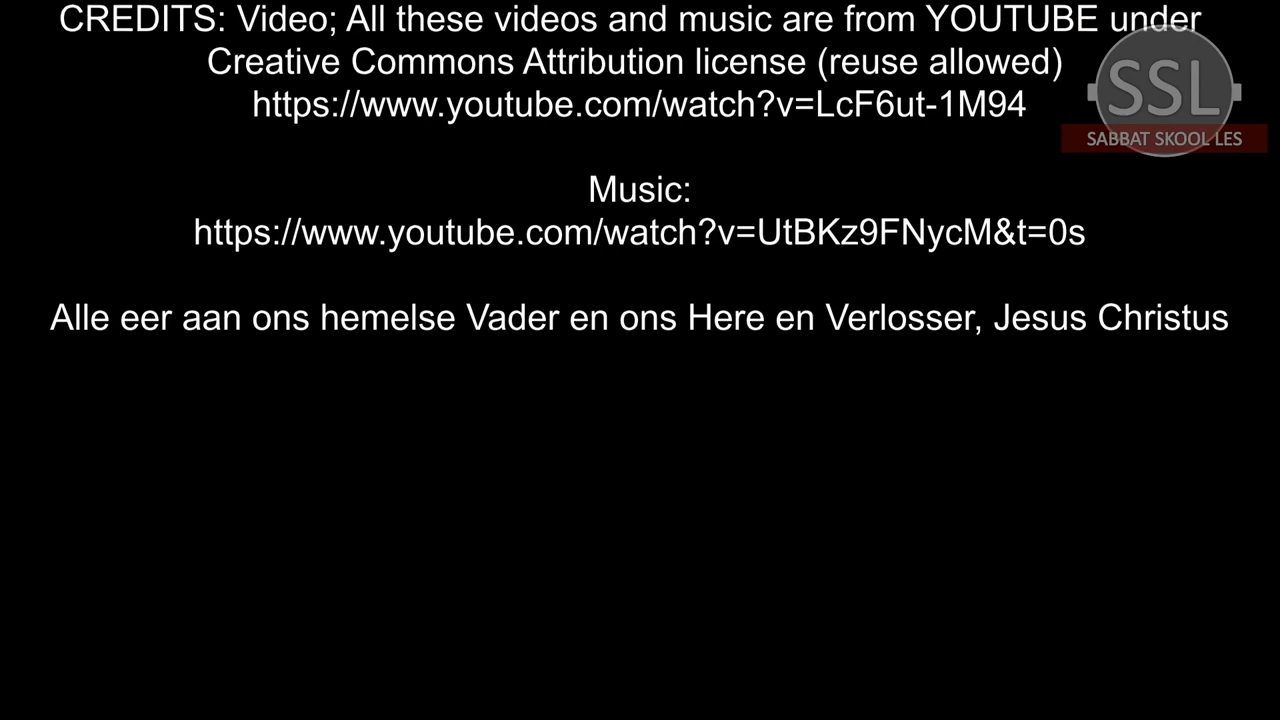 CREDITS: Video; All these videos and music are from YOUTUBE under
Creative Commons Attribution license (reuse allowed)
https://www.youtube.com/watch?v=LcF6ut-1M94
SSL
SABBAT SKOOL LES
Music:
https://www.youtube.com/watch?v=UtBKz9FNycM&t=0s
Alle eer aan ons hemelse Vader en ons Here en Verlosser, Jesus Christus